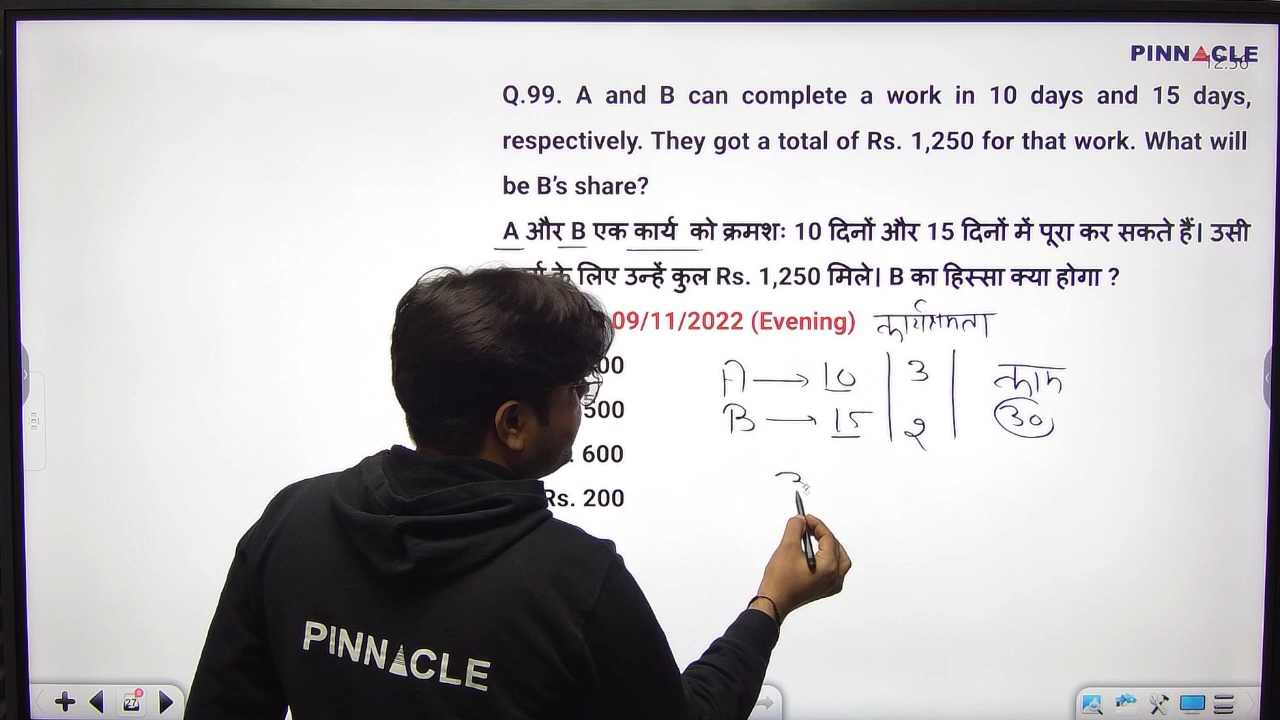 PINNACLE
12:56
Q.99. A and B can complete a work in 10 days and 15 days,
respectively. They got a total of Rs. 1,250 for that work. What will
be B's share?
A और B एक कार्य को क्रमशः 10 दिनों और 15 दिनों में पूरा कर सकते हैं। उसी
के लिए उन्हें कुल Rs. 1,250 मिले। B का हिस्सा क्या होगा ?
09/11/2022 (Evening) कार्यक्षमता
00
A → 10 3 काम
500
B → 15 2 30
600
Rs. 200
PINNACLE
27